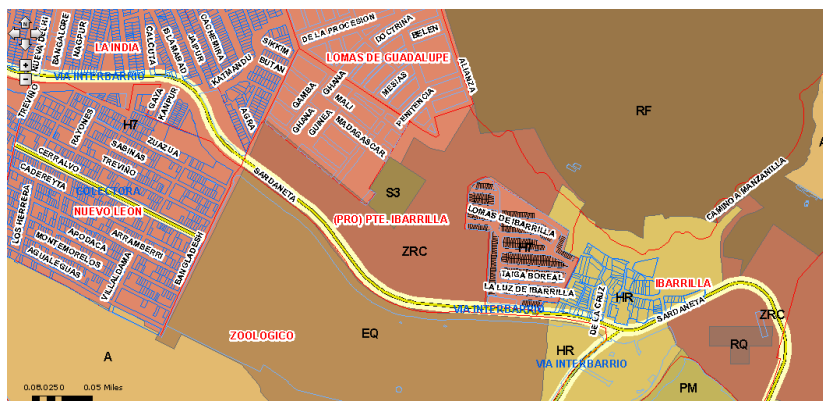 NUEVA DELHI
BANGALORE
NAGPUR
LA INDIA
CALCUTA
ISLAMABAD
JAIPUR
CACHEMIRA
KATMANDU
SIKKIM
BUTAN
DE LA PROCESION
DOCTRINA
BELEN
LOMAS DE GUADALUPE
ALIANZA
N
+
-
VIA INTERBARRIO
TREVIÑO
GAYA
KANPUR
AGRA
GAMBA
GHANA
MALI
GHANA
GUINEA
MADAGASCAR
MESIAS
PENITENCIA
RF
A
RAYONES
H7
SABINAS
ZUAZUA
TREVIÑO
CERRALVO
CADEREYTA
COLECTORA
NUEVO LEON
LOS HERRERA
APODACA
ARRAMBERRI
MONTEMORELOS
AGUALEGUAS
VILLALDAMA
BANGLADESH
SARDANETA
S3
(PRO) PTE. IBARRILLA
ZRC
CAMINO A MANZANILLA
LOMAS DE IBARRILLA
H7
TAIGA BOREAL
LA LUZ DE IBARRILLA
VIA INTERBARRIO
DE LA CRUZ
HR
IBARRILLA
SARDANETA
ZRC
RQ
ZOOLOGICO
EQ
A
HR
VIA INTERBARRIO
PM
0.05 Miles